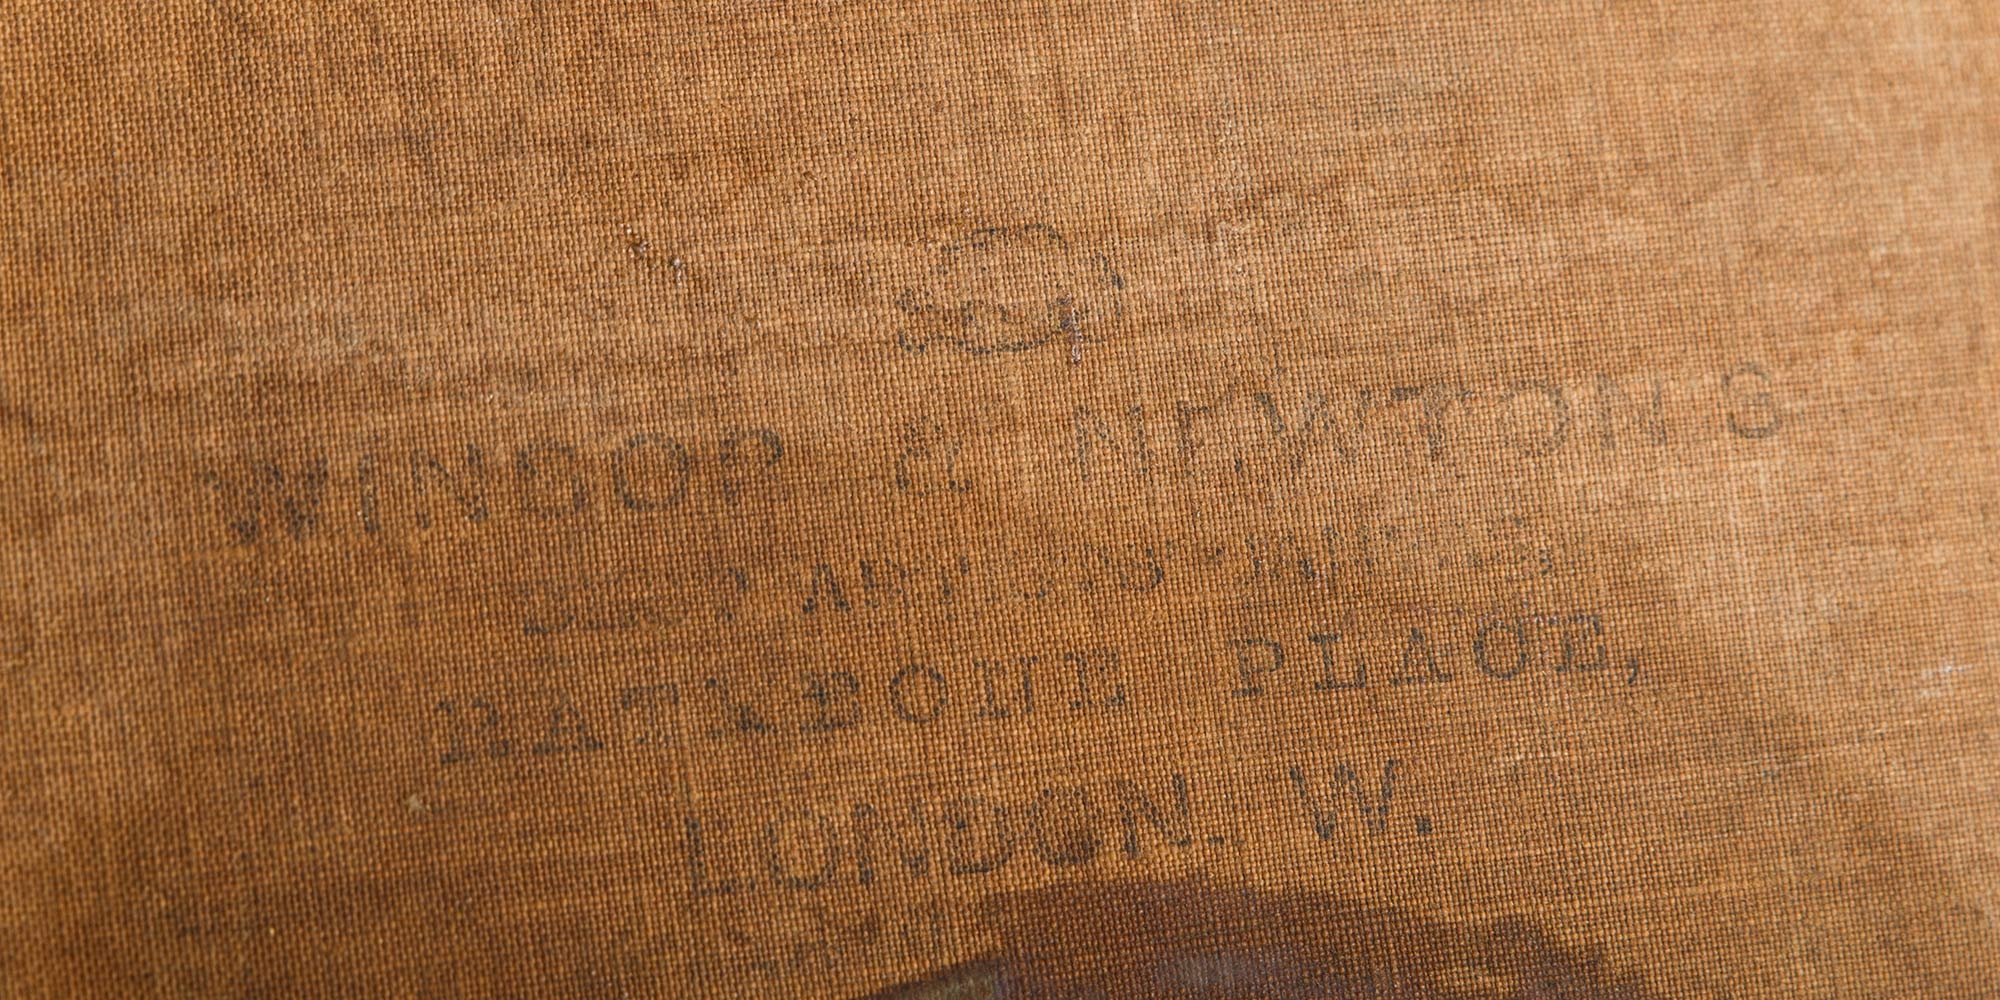 WINSOR & NEWTON'S
RATHBONE PLACE,
LONDON. W.